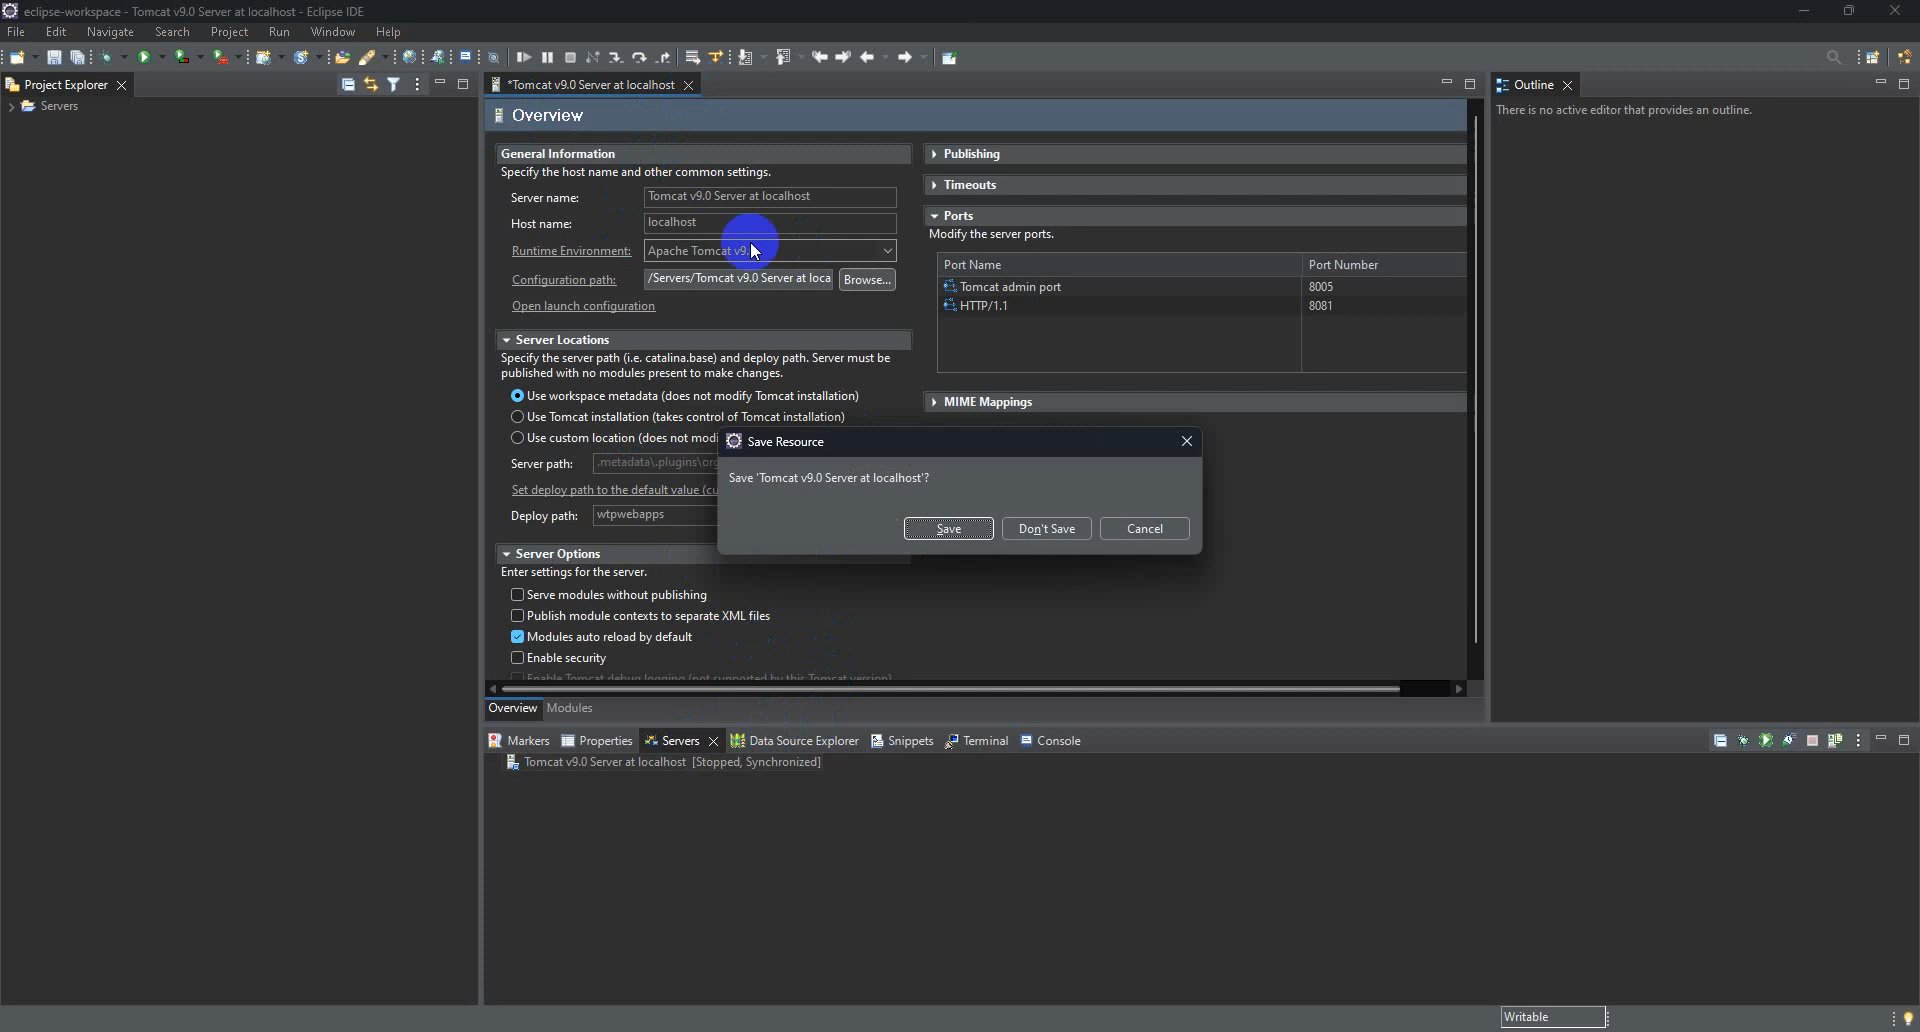 eclipse-workspace - Tomcat v9.0 Server at localhost - Eclipse IDE
File Edit Navigate Search Project Run Window Help
Project Explorer
Servers
*Tomcat v9.0 Server at localhost
Overview
General Information
Specify the host name and other common settings.
Server name: Tomcat v9.0 Server at localhost
Host name: localhost
Runtime Environment: Apache Tomcat v9.
Configuration path: /Servers/Tomcat v9.0 Server at loca Browse...
Open launch configuration
Server Locations
Specify the server path (i.e. catalina.base) and deploy path. Server must be
published with no modules present to make changes.
Use workspace metadata (does not modify Tomcat installation)
Use Tomcat installation (takes control of Tomcat installation)
Use custom location (does not modi
Server path: .metadata\.plugins\org
Set deploy path to the default value (cu
Deploy path: wtpwebapps
Server Options
Enter settings for the server.
Serve modules without publishing
Publish module contexts to separate XML files
Modules auto reload by default
Enable security
Enable Tomcat debug logging (not supported by this Tomcat version)
Publishing
Timeouts
Ports
Modify the server ports.
Port Name Port Number
Tomcat admin port 8005
HTTP/1.1 8081
MIME Mappings
Save Resource
Save 'Tomcat v9.0 Server at localhost'?
Save Don't Save Cancel
Overview Modules
Outline
There is no active editor that provides an outline.
Markers Properties Servers Data Source Explorer Snippets Terminal Console
Tomcat v9.0 Server at localhost [Stopped, Synchronized]
Writable